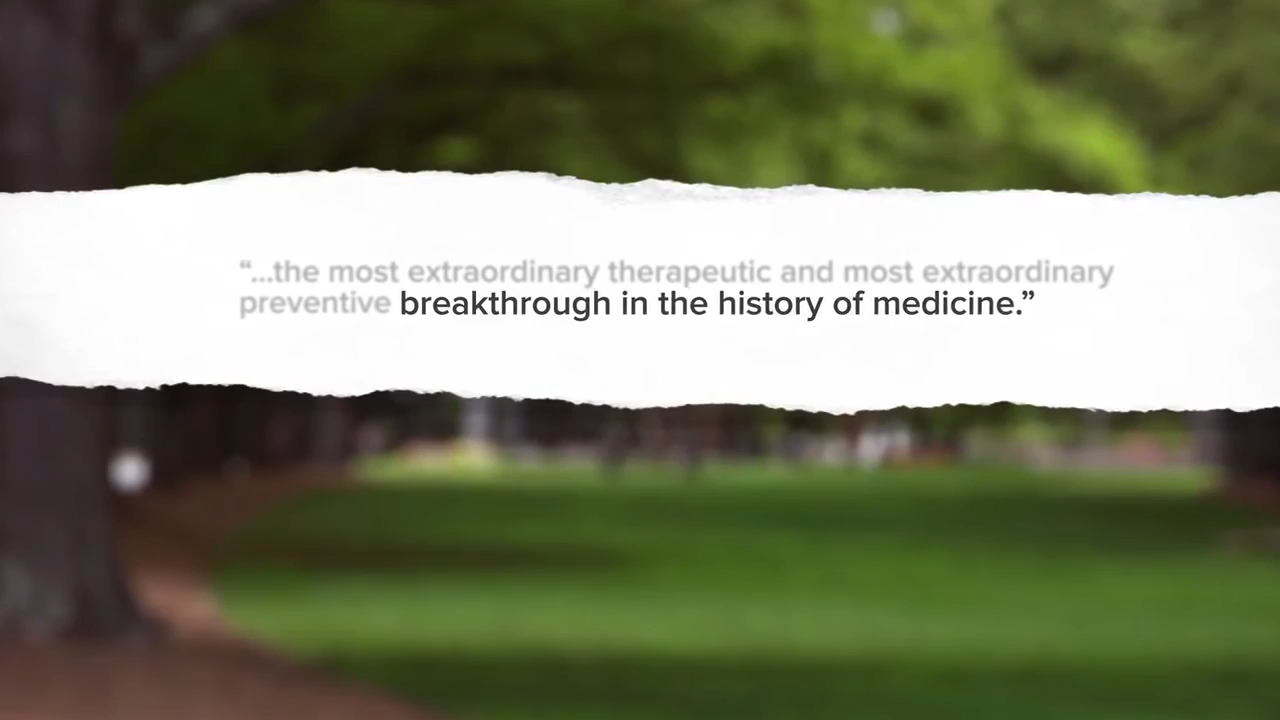 “...the most extraordinary therapeutic and most extraordinary
preventive breakthrough in the history of medicine.”